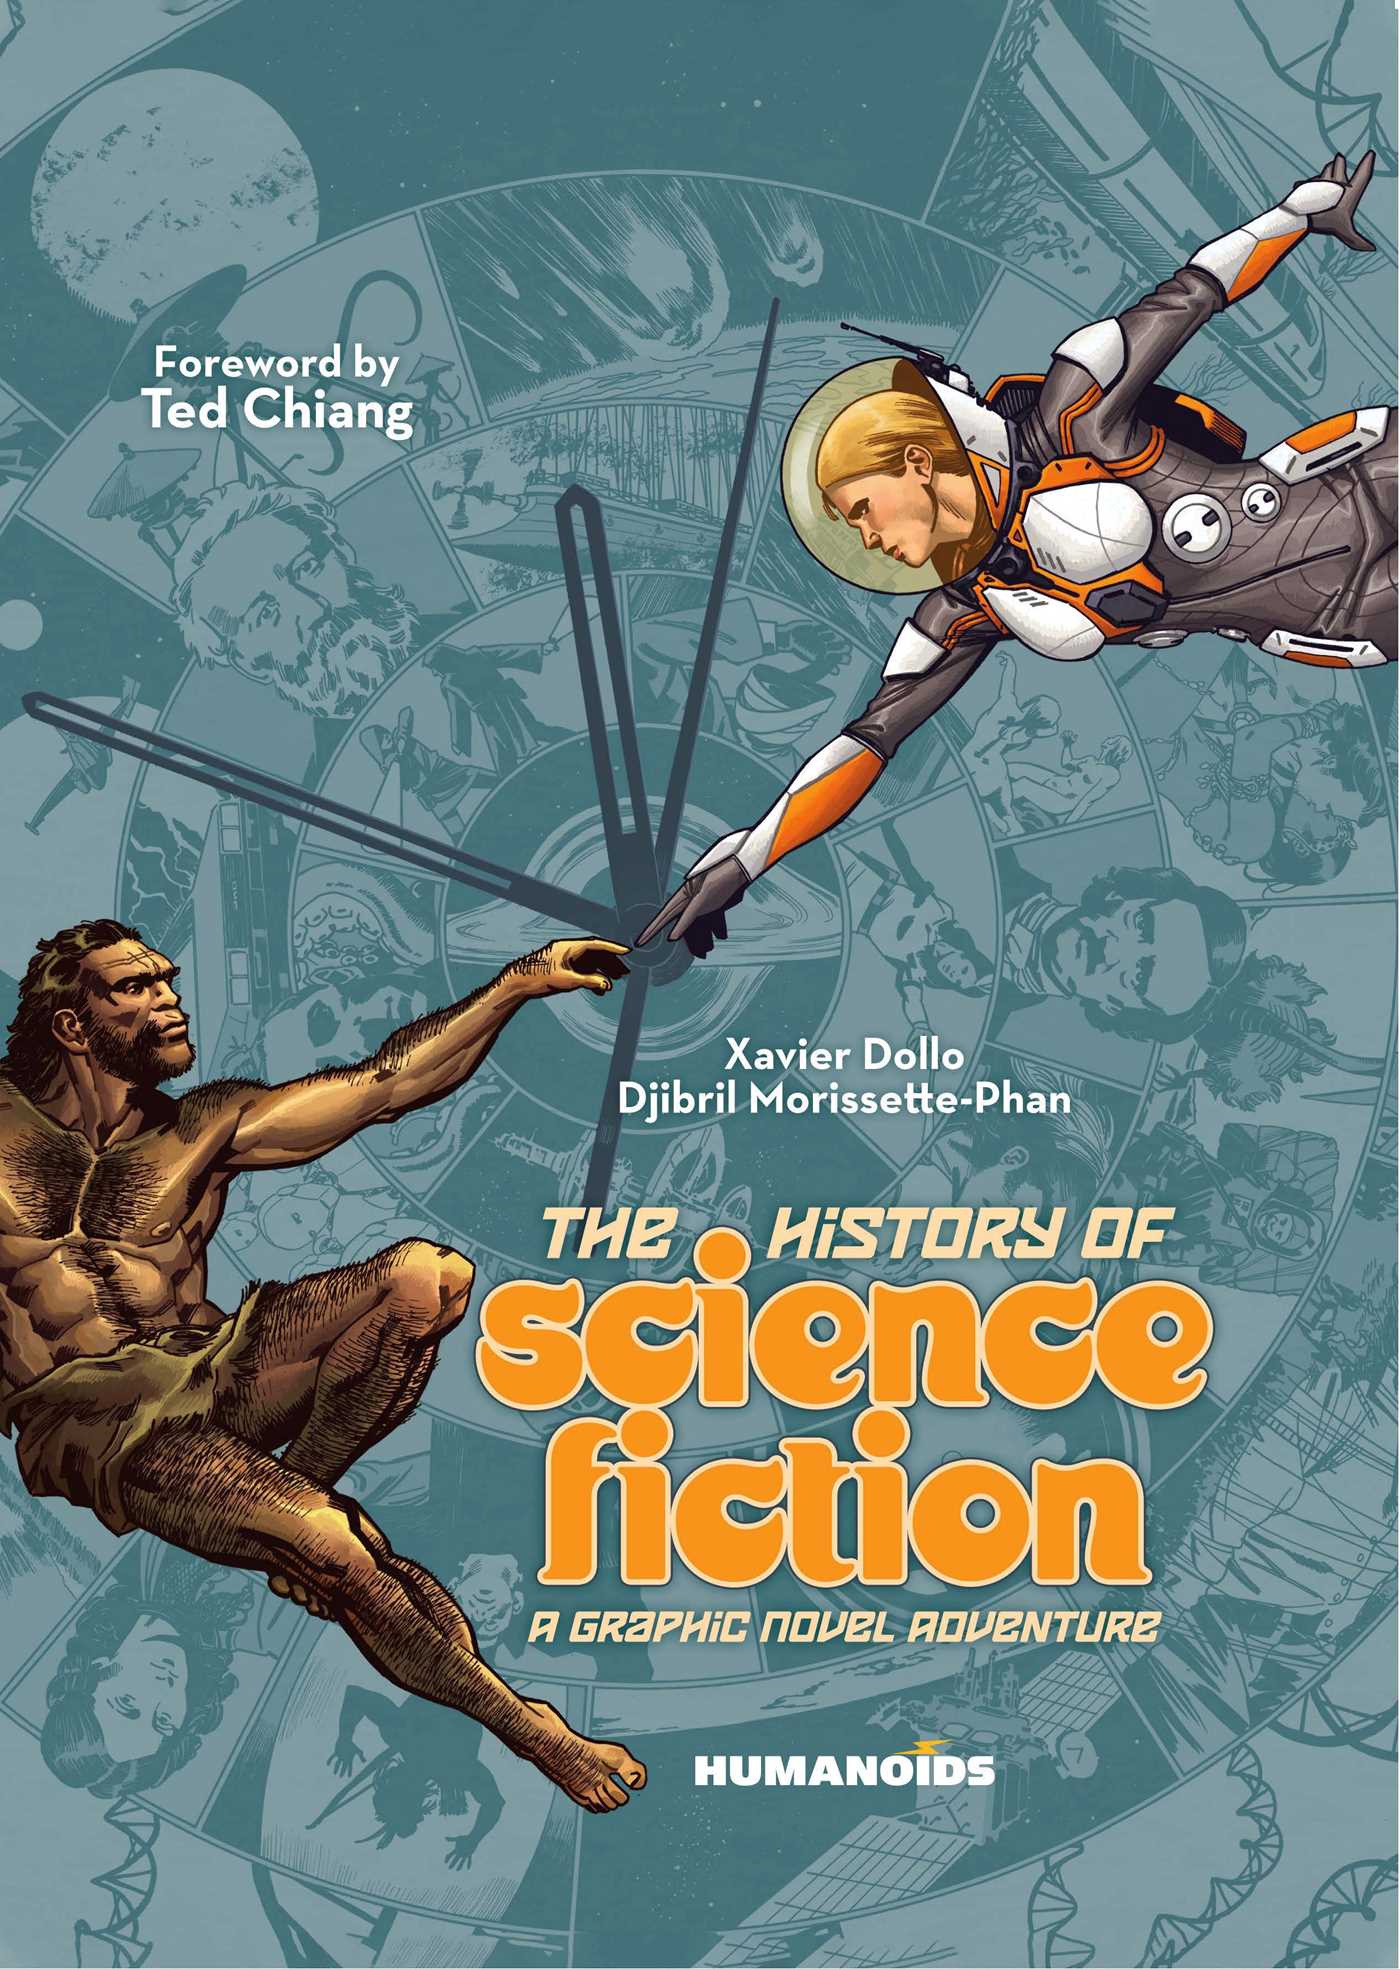 Foreword by
Ted Chiang
Xavier Dollo
Djibril Morissette-Phan
THE HiSTORY OF
science
fiction
A GRAPHiC NOVEL ADVENTURE
HUMANOIDS